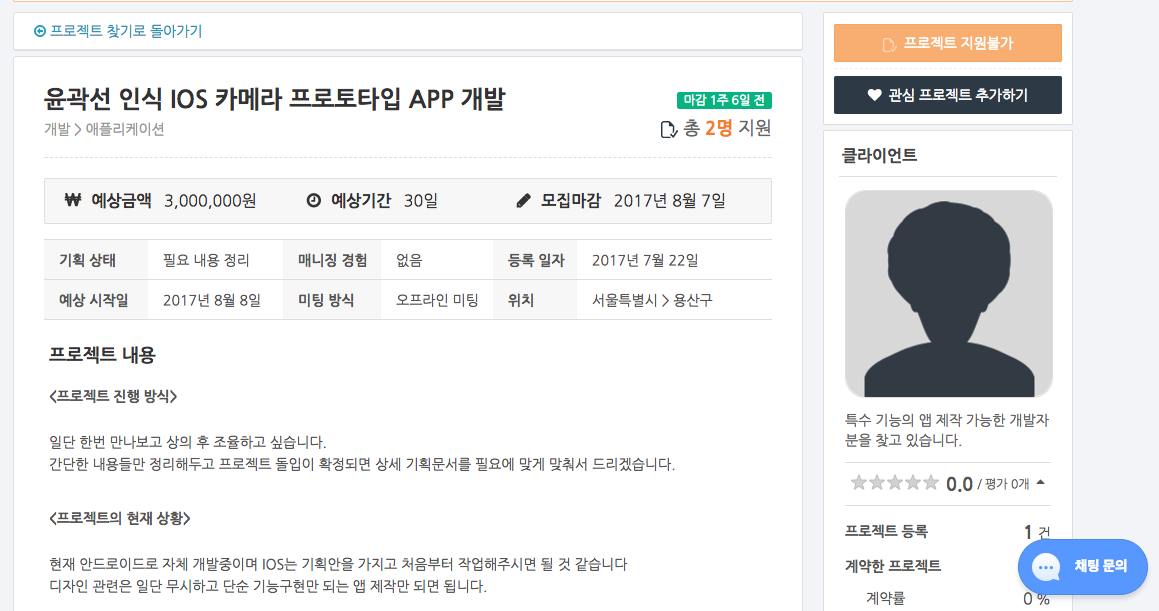 프로젝트 찾기로 돌아가기
윤곽선 인식 IOS 카메라 프로토타입 APP 개발
개발 > 애플리케이션
마감 1주 6일 전
총 2명 지원
₩ 예상금액 3,000,000원 예상기간 30일 모집마감 2017년 8월 7일
기획 상태 필요 내용 정리 매니징 경험 없음 등록 일자 2017년 7월 22일
예상 시작일 2017년 8월 8일 미팅 방식 오프라인 미팅 위치 서울특별시 > 용산구
프로젝트 내용
<프로젝트 진행 방식>
일단 한번 만나보고 상의 후 조율하고 싶습니다.
간단한 내용들만 정리해두고 프로젝트 돌입이 확정되면 상세 기획문서를 필요에 맞게 맞춰서 드리겠습니다.
<프로젝트의 현재 상황>
현재 안드로이드로 자체 개발중이며 IOS는 기획안을 가지고 처음부터 작업해주시면 될 것 같습니다
디자인 관련은 일단 무시하고 단순 기능구현만 되는 앱 제작만 되면 됩니다.
프로젝트 지원불가
관심 프로젝트 추가하기
클라이언트
특수 기능의 앱 제작 가능한 개발자
분을 찾고 있습니다.
0.0 / 평가 0개
프로젝트 등록 1 건
계약한 프로젝트
계약률 0 %
채팅 문의